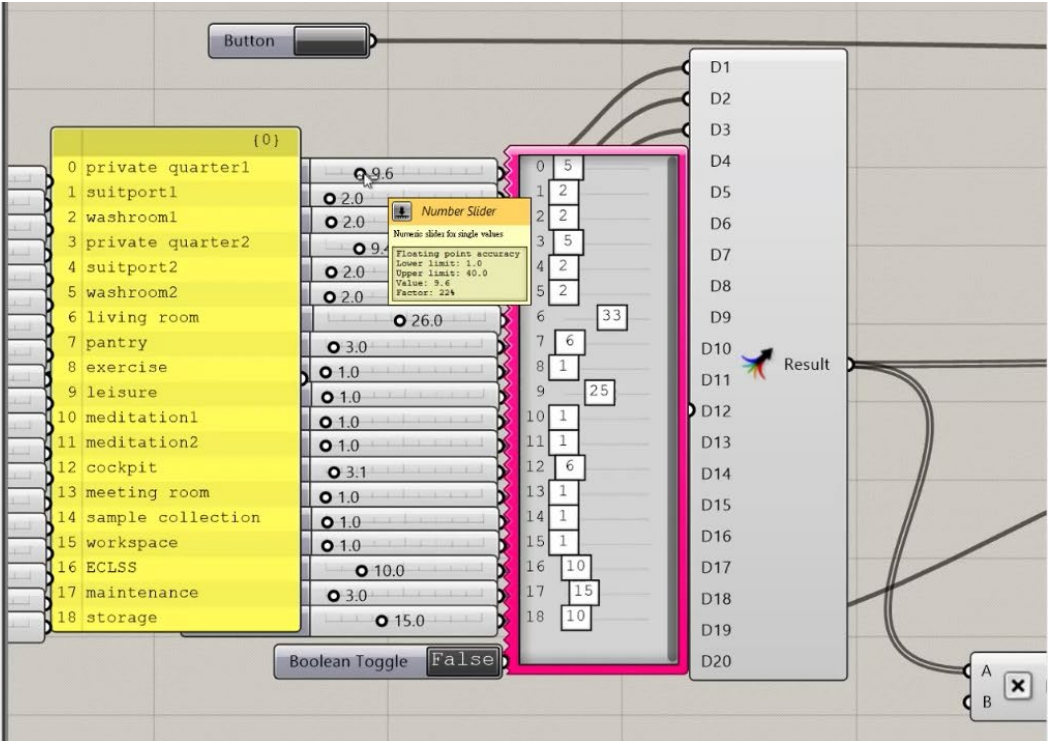 Button
{0}
0 private quarter1
1 suitport1
2 washroom1
3 private quarter2
4 suitport2
5 washroom2
6 living room
7 pantry
8 exercise
9 leisure
10 meditation1
11 meditation2
12 cockpit
13 meeting room
14 sample collection
15 workspace
16 ECLSS
17 maintenance
18 storage
9.6
2.0
2.0
9.4
2.0
2.0
26.0
3.0
1.0
1.0
1.0
1.0
3.1
1.0
1.0
1.0
10.0
3.0
15.0
Number Slider
Numeric slider for single values
Floating point accuracy
Lower limit: 1.0
Upper limit: 40.0
Value: 9.6
Factor: 22%
0 5
1 2
2 2
3 5
4 2
5 2
6 33
7 6
8 1
9 25
10 1
11 1
12 6
13 1
14 1
15 1
16 10
17 15
18 10
Boolean Toggle False
D1
D2
D3
D4
D5
D6
D7
D8
D9
D10
D11
D12
D13
D14
D15
D16
D17
D18
D19
D20
Result
A
B